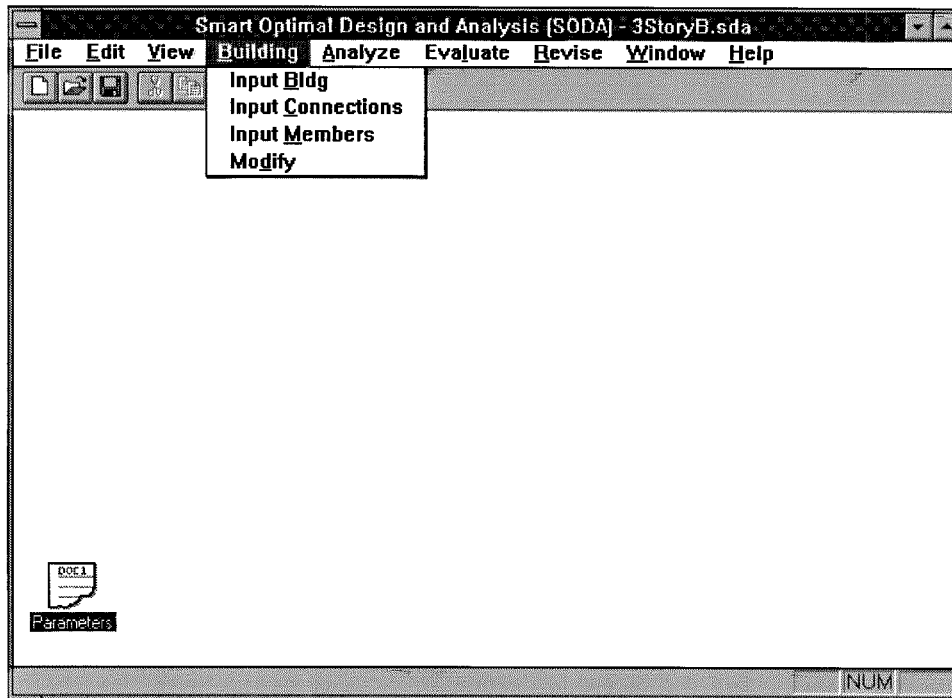 Smart Optimal Design and Analysis (SODA) - 3StoryB.sda
File Edit View Building Analyze Evaluate Revise Window Help
Input Bldg
Input Connections
Input Members
Modify
DOC1
Parameters
NUM